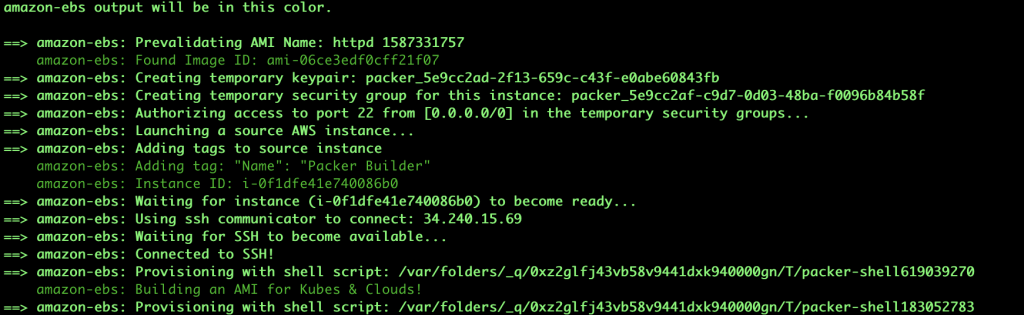 amazon-ebs output will be in this color.
==> amazon-ebs: Prevalidating AMI Name: httpd 1587331757
amazon-ebs: Found Image ID: ami-06ce3edf0cff21f07
==> amazon-ebs: Creating temporary keypair: packer_5e9cc2ad-2f13-659c-c43f-e0abe60843fb
==> amazon-ebs: Creating temporary security group for this instance: packer_5e9cc2af-c9d7-0d03-48ba-f0096b84b58f
==> amazon-ebs: Authorizing access to port 22 from [0.0.0.0/0] in the temporary security groups...
==> amazon-ebs: Launching a source AWS instance...
==> amazon-ebs: Adding tags to source instance
amazon-ebs: Adding tag: "Name": "Packer Builder"
amazon-ebs: Instance ID: i-0f1dfe41e740086b0
==> amazon-ebs: Waiting for instance (i-0f1dfe41e740086b0) to become ready...
==> amazon-ebs: Using ssh communicator to connect: 34.240.15.69
==> amazon-ebs: Waiting for SSH to become available...
==> amazon-ebs: Connected to SSH!
==> amazon-ebs: Provisioning with shell script: /var/folders/_q/0xz2glfj43vb58v9441dxk940000gn/T/packer-shell619039270
amazon-ebs: Building an AMI for Kubes & Clouds!
==> amazon-ebs: Provisioning with shell script: /var/folders/_q/0xz2glfj43vb58v9441dxk940000gn/T/packer-shell183052783